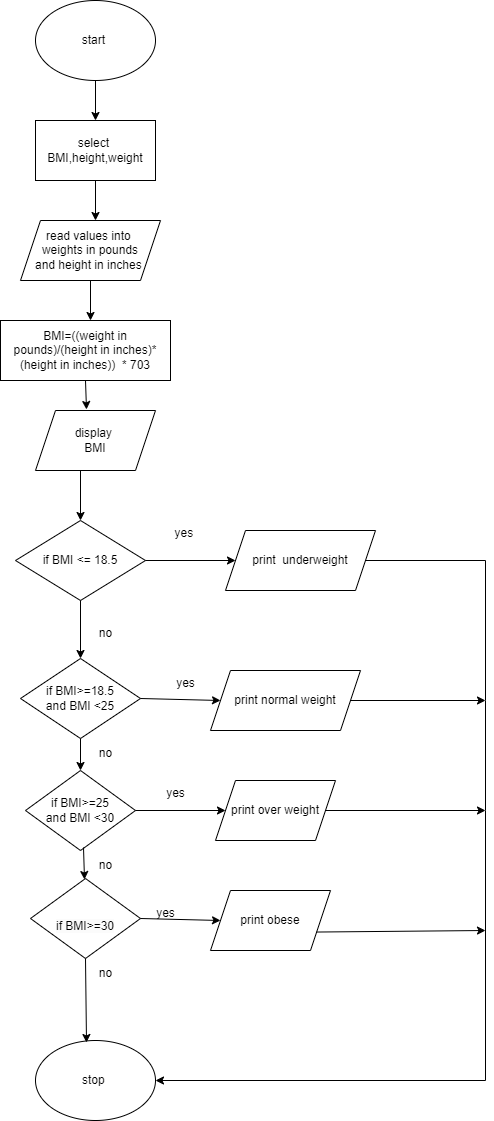 start
select
BMI,height,weight
read values into
weights in pounds
and height in inches
BMI=((weight in
pounds)/(height in inches)*
(height in inches)) * 703
display
BMI
if BMI <= 18.5
yes
print underweight
no
if BMI>=18.5
and BMI <25
yes
print normal weight
no
if BMI>=25
and BMI <30
yes
print over weight
no
if BMI>=30
yes
print obese
no
stop